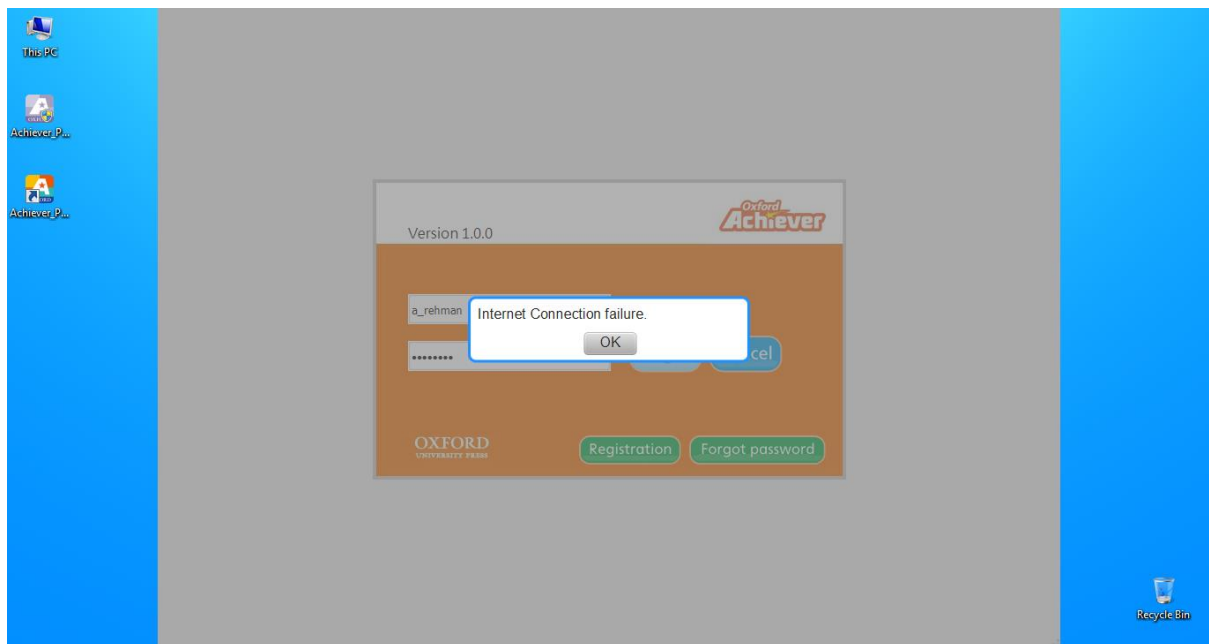 This PC
Achiever_P...
Achiever_P...
Version 1.0.0
Oxford
Achiever
a_rehman
Internet Connection failure.
OK
cel
OXFORD
UNIVERSITY PRESS
Registration
Forgot password
Recycle Bin